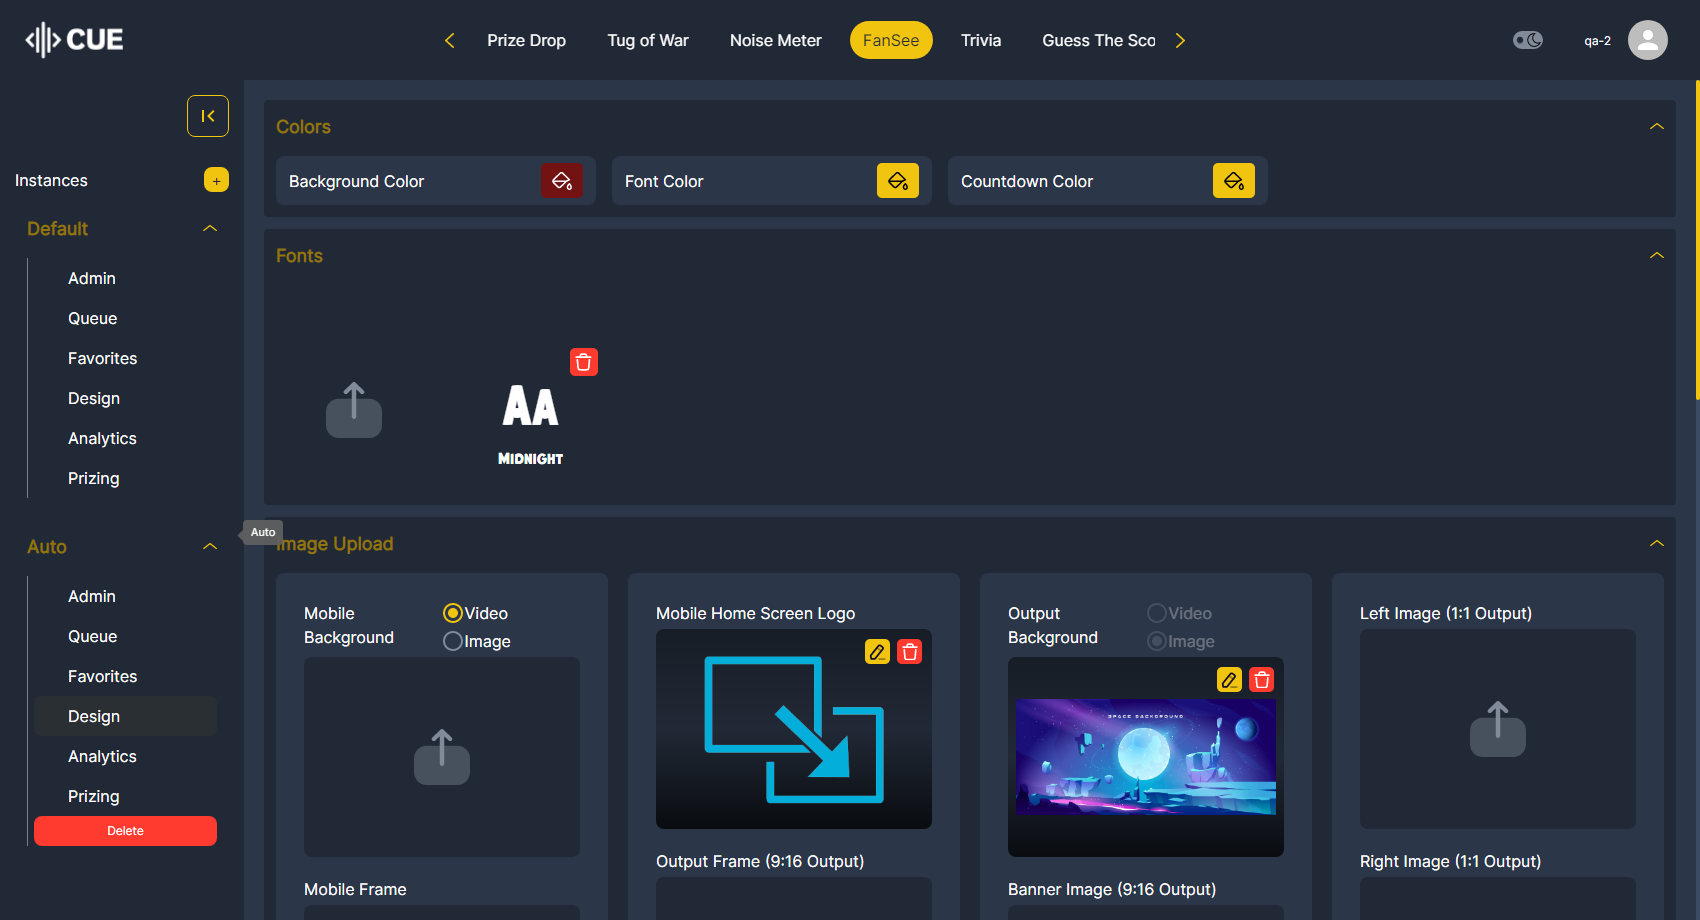 CUE
Prize Drop
Tug of War
Noise Meter
FanSee
Trivia
Guess The Sco
qa-2
Instances
+
Default
Admin
Queue
Favorites
Design
Analytics
Prizing
Auto
Admin
Queue
Favorites
Design
Analytics
Prizing
Delete
Auto
Colors
Background Color
Font Color
Countdown Color
Fonts
AA
MIDNIGHT
Image Upload
Mobile
Background
Video
Image
Mobile Home Screen Logo
Output
Background
Video
Image
SPACE BACKGROUND
Left Image (1:1 Output)
Mobile Frame
Output Frame (9:16 Output)
Banner Image (9:16 Output)
Right Image (1:1 Output)